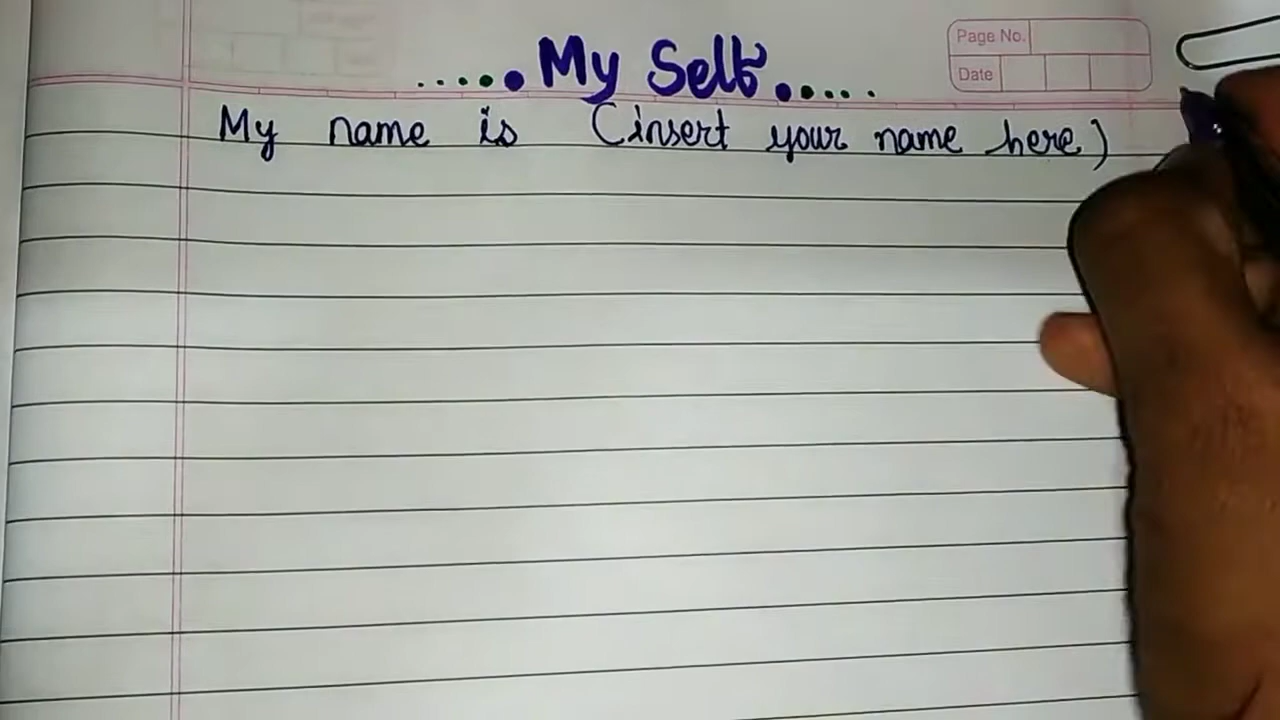 .....My Self.....
Page No.
Date
My name is (insert your name here)